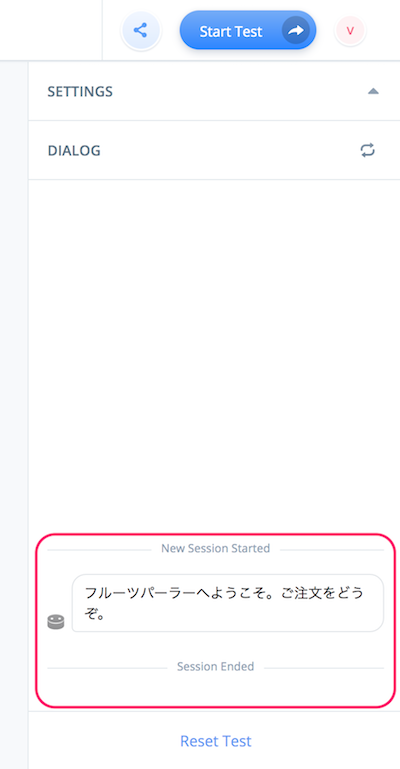 Start Test
V
SETTINGS
DIALOG
New Session Started
フルーツパーラーへようこそ。ご注文をどう
ぞ。
Session Ended
Reset Test